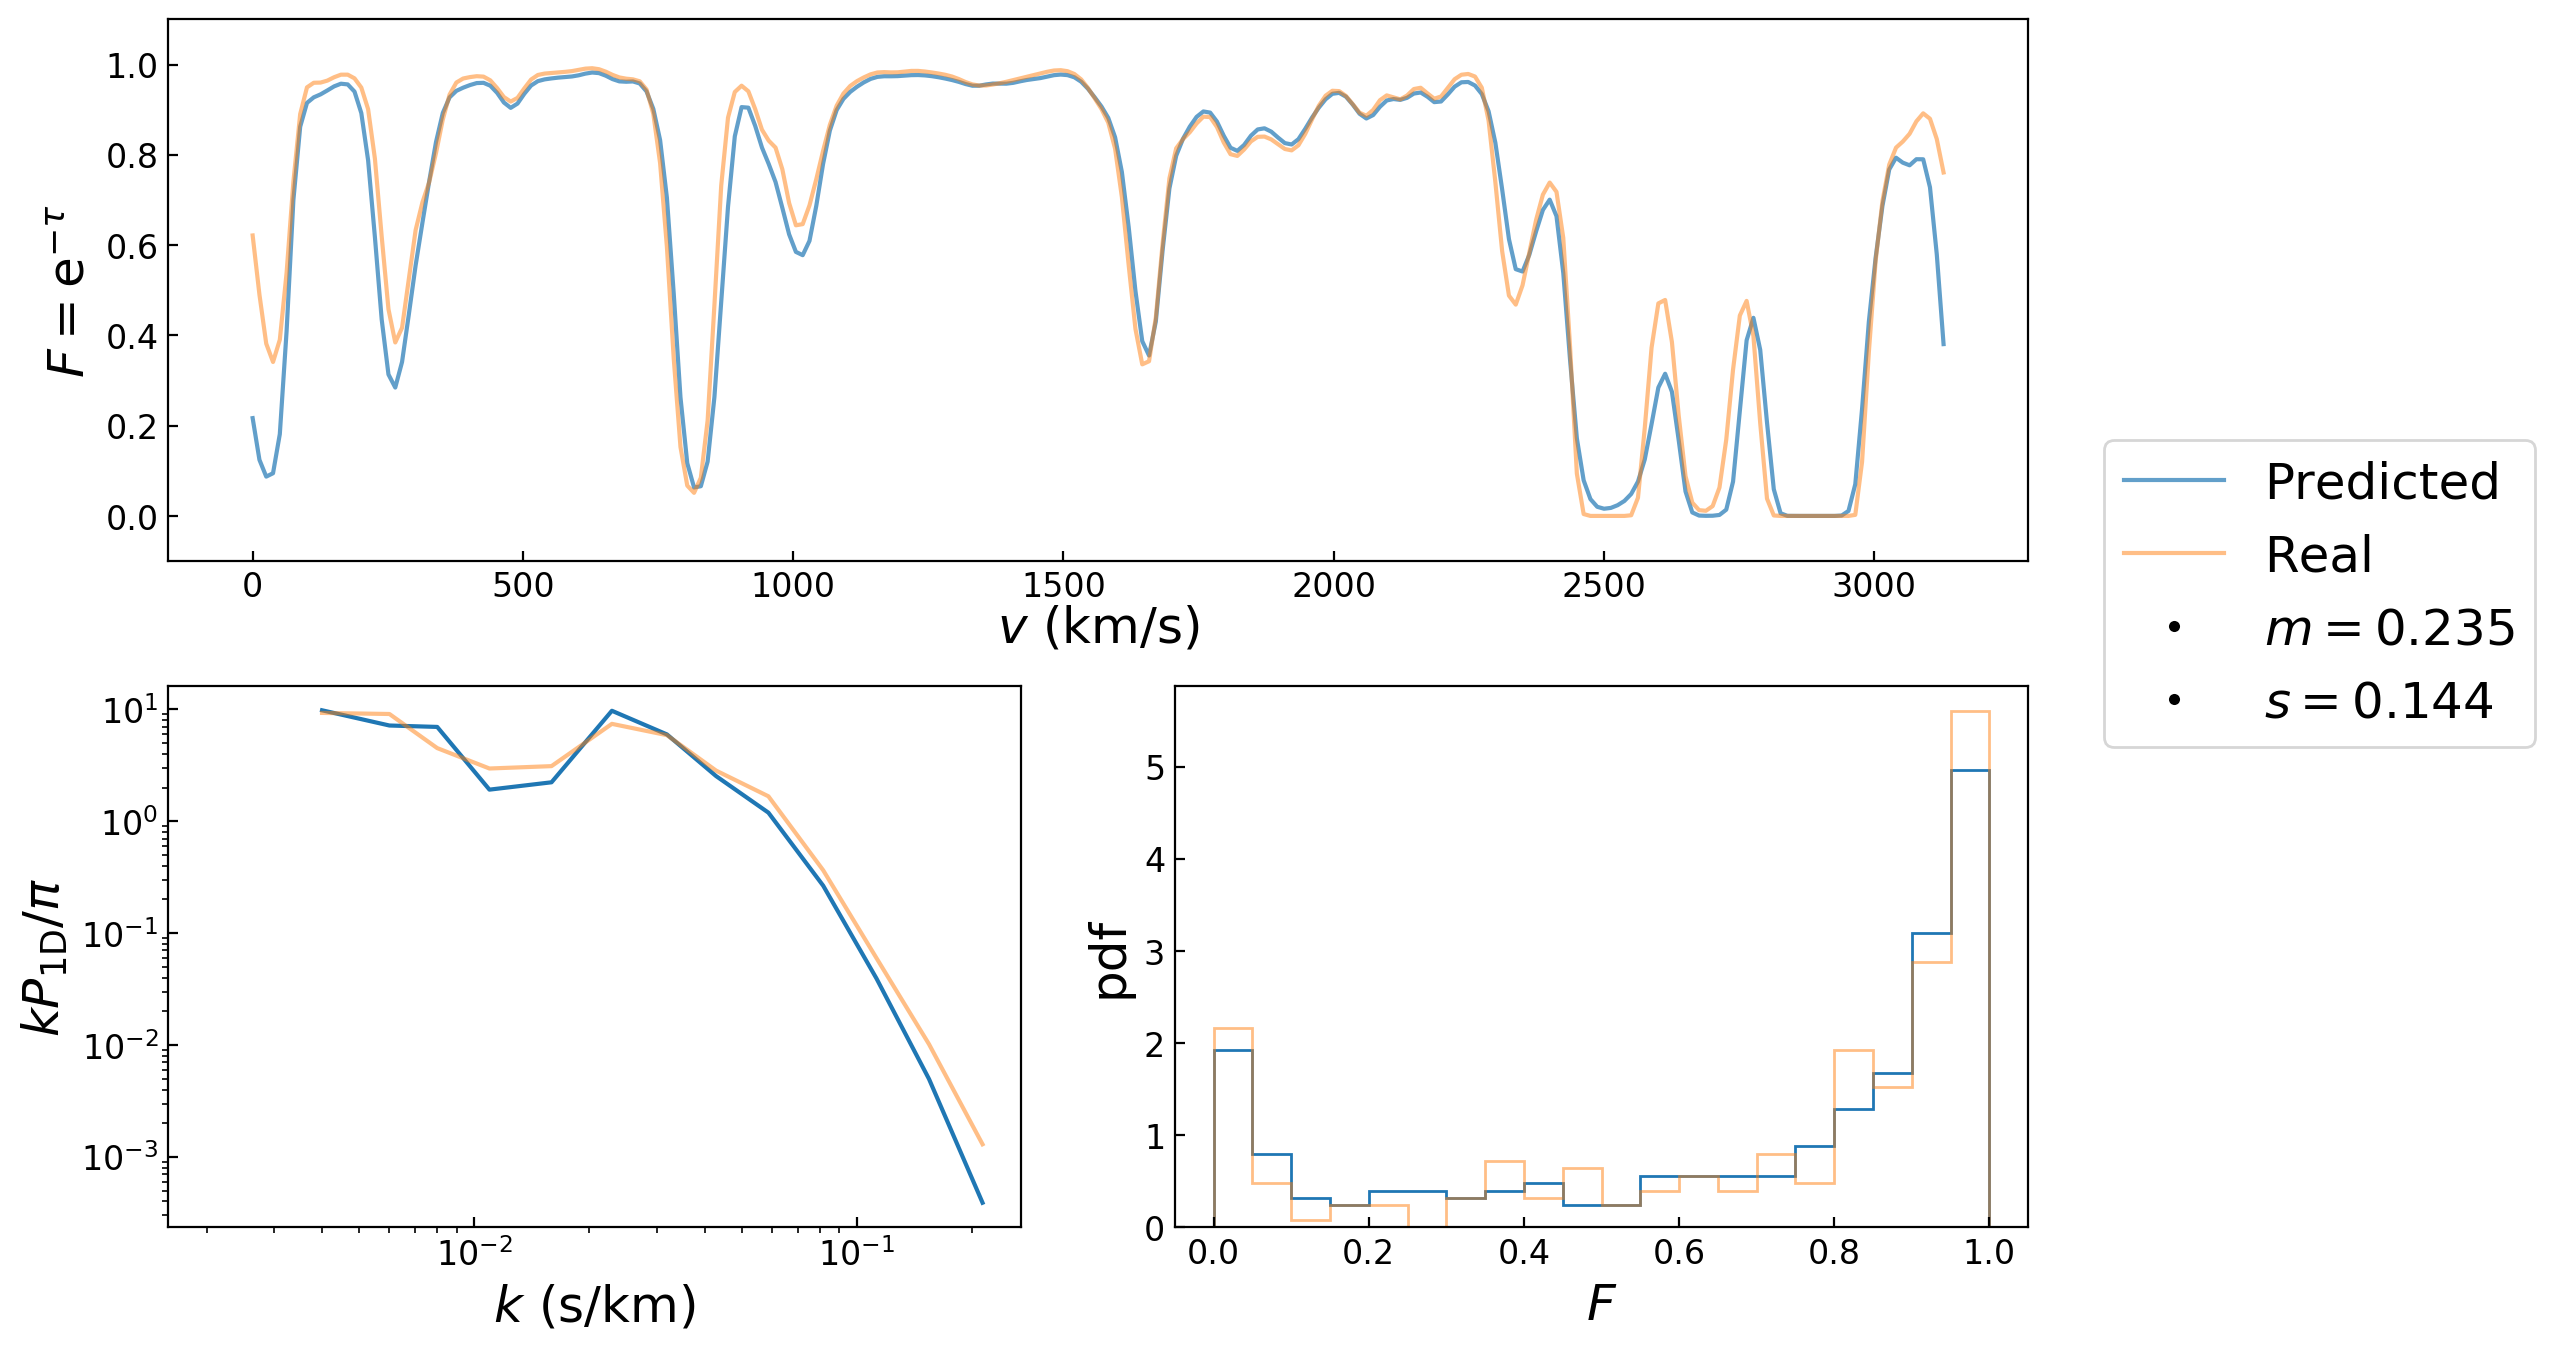 1.0
0.8
0.6
0.4
0.2
0.0
F = e^{−τ}
0 500 1000 1500 2000 2500 3000
v (km/s)
Predicted
Real
m = 0.235
s = 0.144
10^1
10^0
10^{−1}
10^{−2}
10^{−3}
kP_{1D}/π
10^{−2} 10^{−1}
k (s/km)
5
4
3
2
1
0
pdf
0.0 0.2 0.4 0.6 0.8 1.0
F